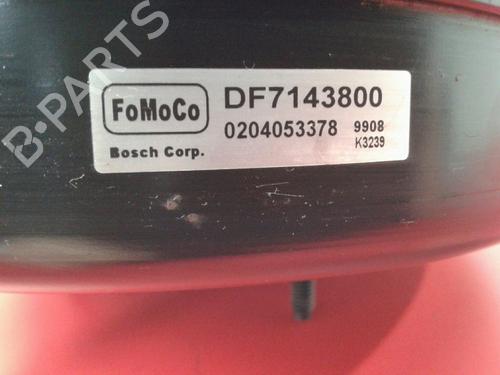 B-PARTS
FoMoCo
DF7143800
0204053378 9908
Bosch Corp.
K3239